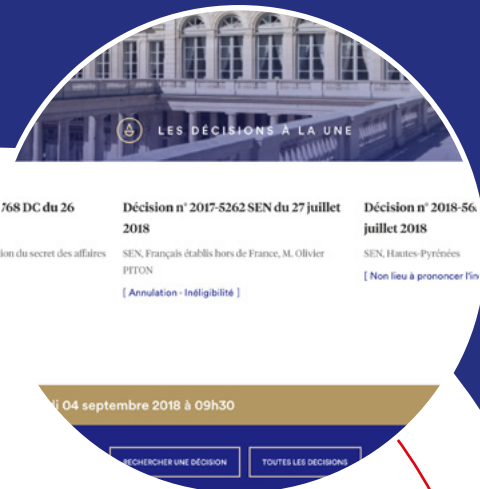 LES DÉCISIONS À LA UNE
768 DC du 26
du secret des affaires
Décision n° 2017-5262 SEN du 27 juillet
2018
SEN, Français établis hors de France, M. Olivier
PITON
[ Annulation - Inéligibilité ]
Décision n° 2018-56
juillet 2018
SEN, Hautes-Pyrénées
[ Non lieu à prononcer
04 septembre 2018 à 09h30
RECHERCHER UNE DÉCISION
TOUTES LES DECISIONS